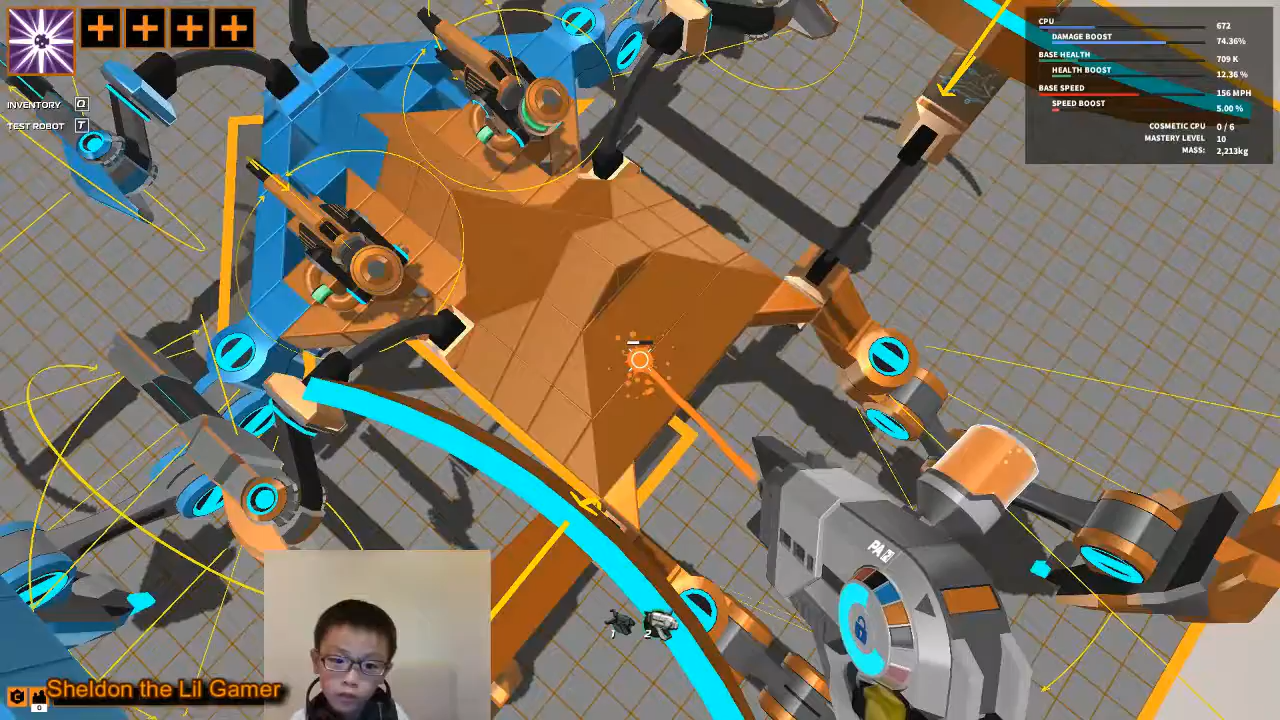 INVENTORY Q
TEST ROBOT T
CPU 672
DAMAGE BOOST 74.36%
BASE HEALTH 709 K
HEALTH BOOST 12.36 %
BASE SPEED 156 MPH
SPEED BOOST 5.00 %
COSMETIC CPU 0 / 6
MASTERY LEVEL 10
MASS: 2,213kg
PA
1 2
C 0
Sheldon the Lil Gamer